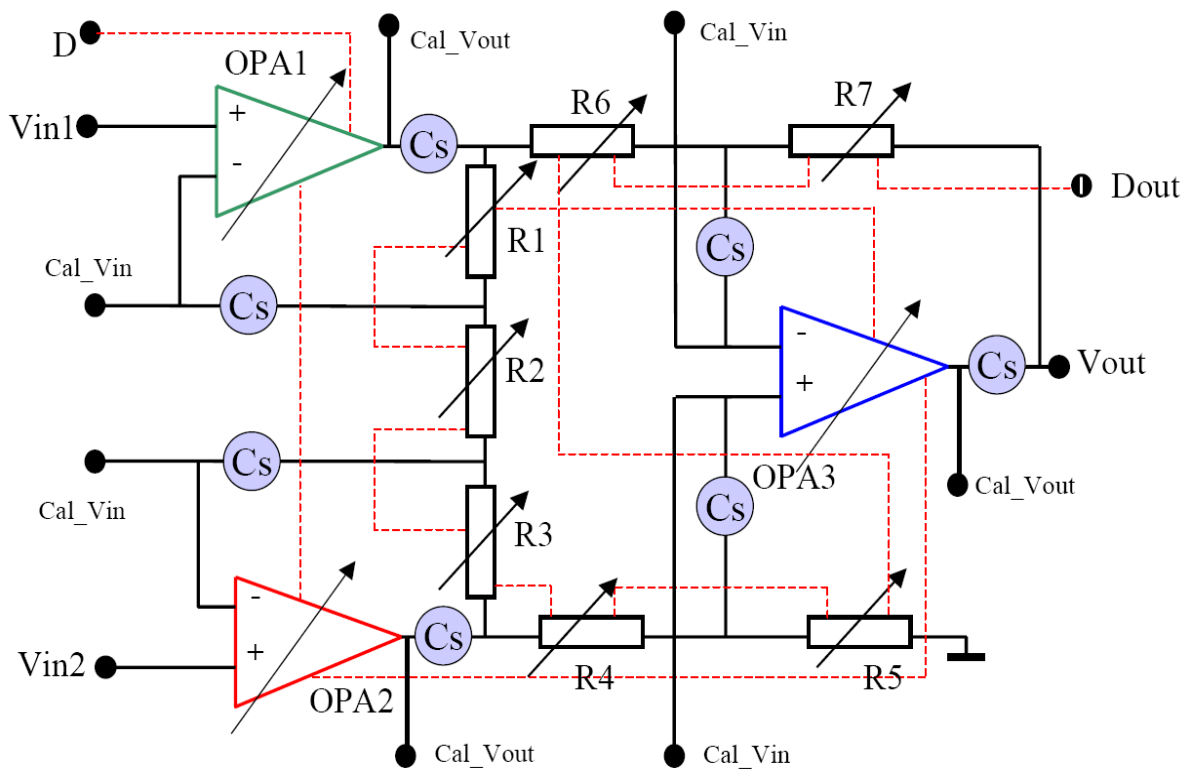 D
OPA1
Cal_Vout
Cal_Vin
Vin1
+
-
Cs
R6
R7
Dout
R1
Cs
Cal_Vin
Cs
R2
-
+
Cs
Vout
Cs
Cal_Vin
R3
Cs
OPA3
Cal_Vout
-
+
Cs
Vin2
OPA2
R4
R5
Cal_Vout
Cal_Vin